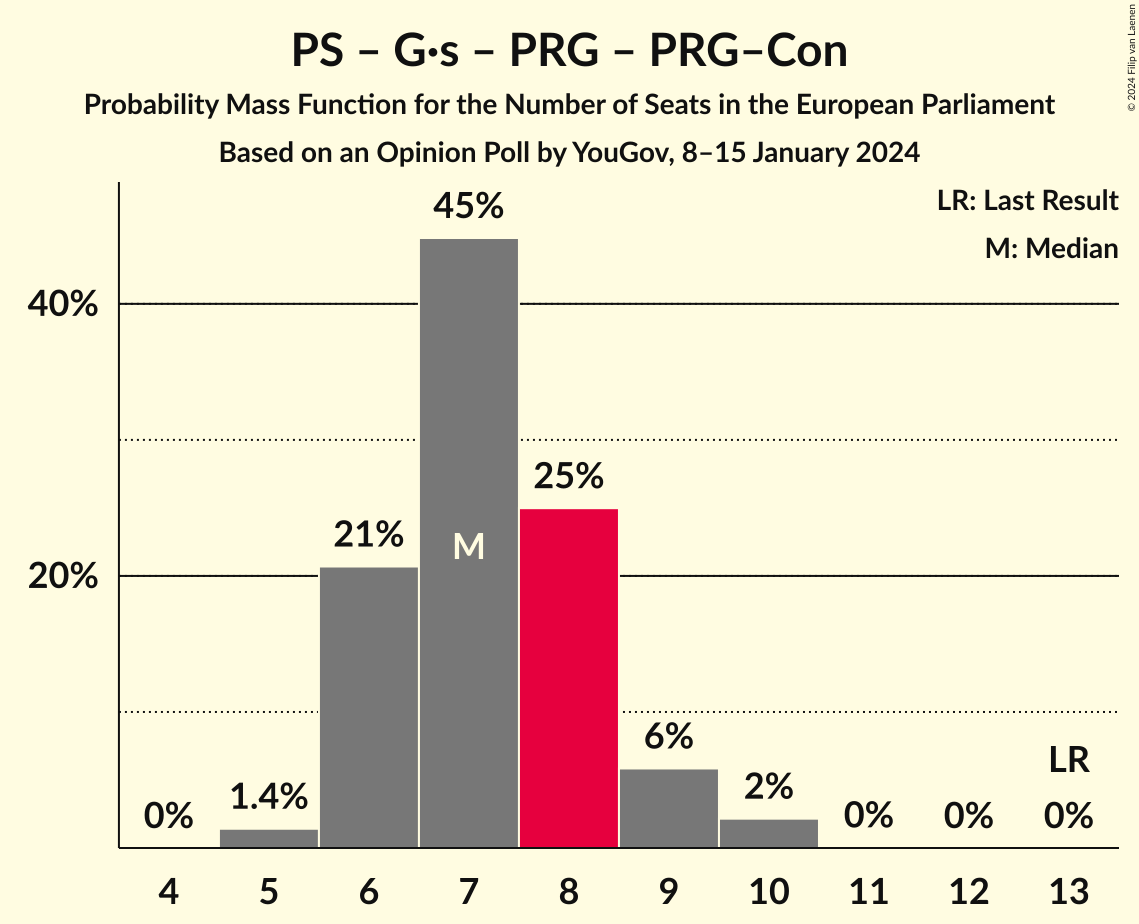 PS – G·s – PRG – PRG–Con
Probability Mass Function for the Number of Seats in the European Parliament
Based on an Opinion Poll by YouGov, 8–15 January 2024
© 2024 Filip van Laenen
LR: Last Result
M: Median
45%
40%
25%
21%
M
20%
6%
LR
2%
1.4%
0%
0%
0%
0%
4 5 6 7 8 9 10 11 12 13